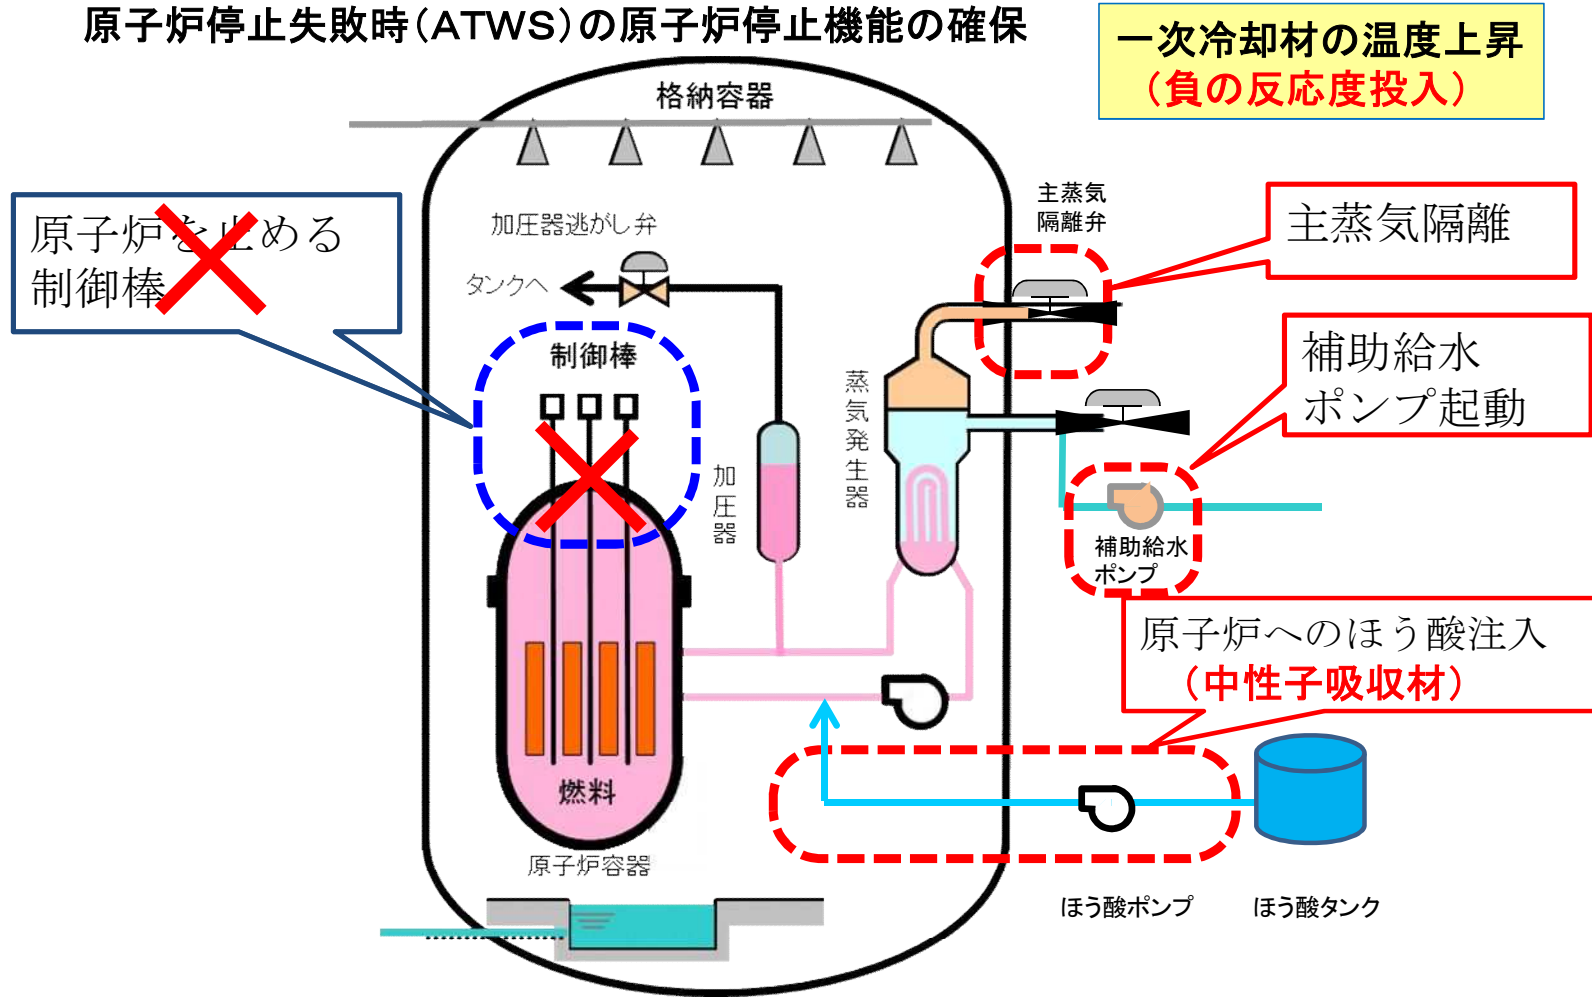 原子炉停止失敗時(ATWS)の原子炉停止機能の確保
一次冷却材の温度上昇
(負の反応度投入)
格納容器
原子炉を止める
制御棒
加圧器逃がし弁
タンクへ
制御棒
主蒸気
隔離弁
主蒸気隔離
補助給水
ポンプ起動
蒸気発生器
加圧器
補助給水
ポンプ
原子炉へのほう酸注入
(中性子吸収材)
燃料
原子炉容器
ほう酸ポンプ
ほう酸タンク